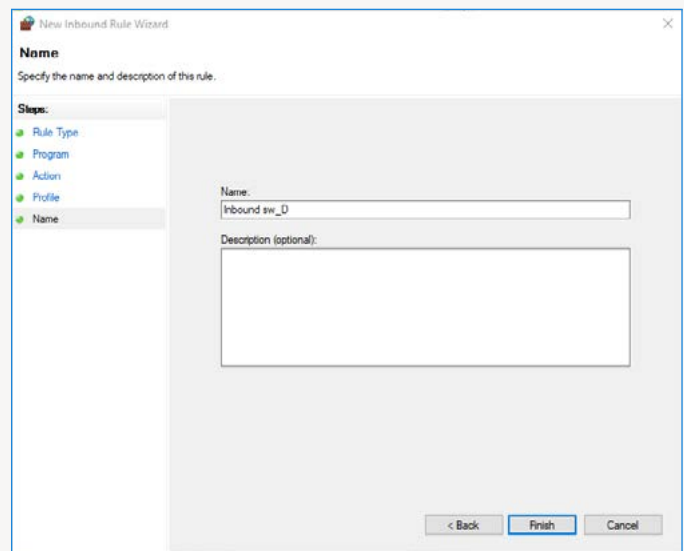 New Inbound Rule Wizard
Name
Specify the name and description of this rule.
Steps:
Rule Type
Program
Action
Profile
Name
Name:
Inbound sw_D
Description (optional):
< Back
Finish
Cancel